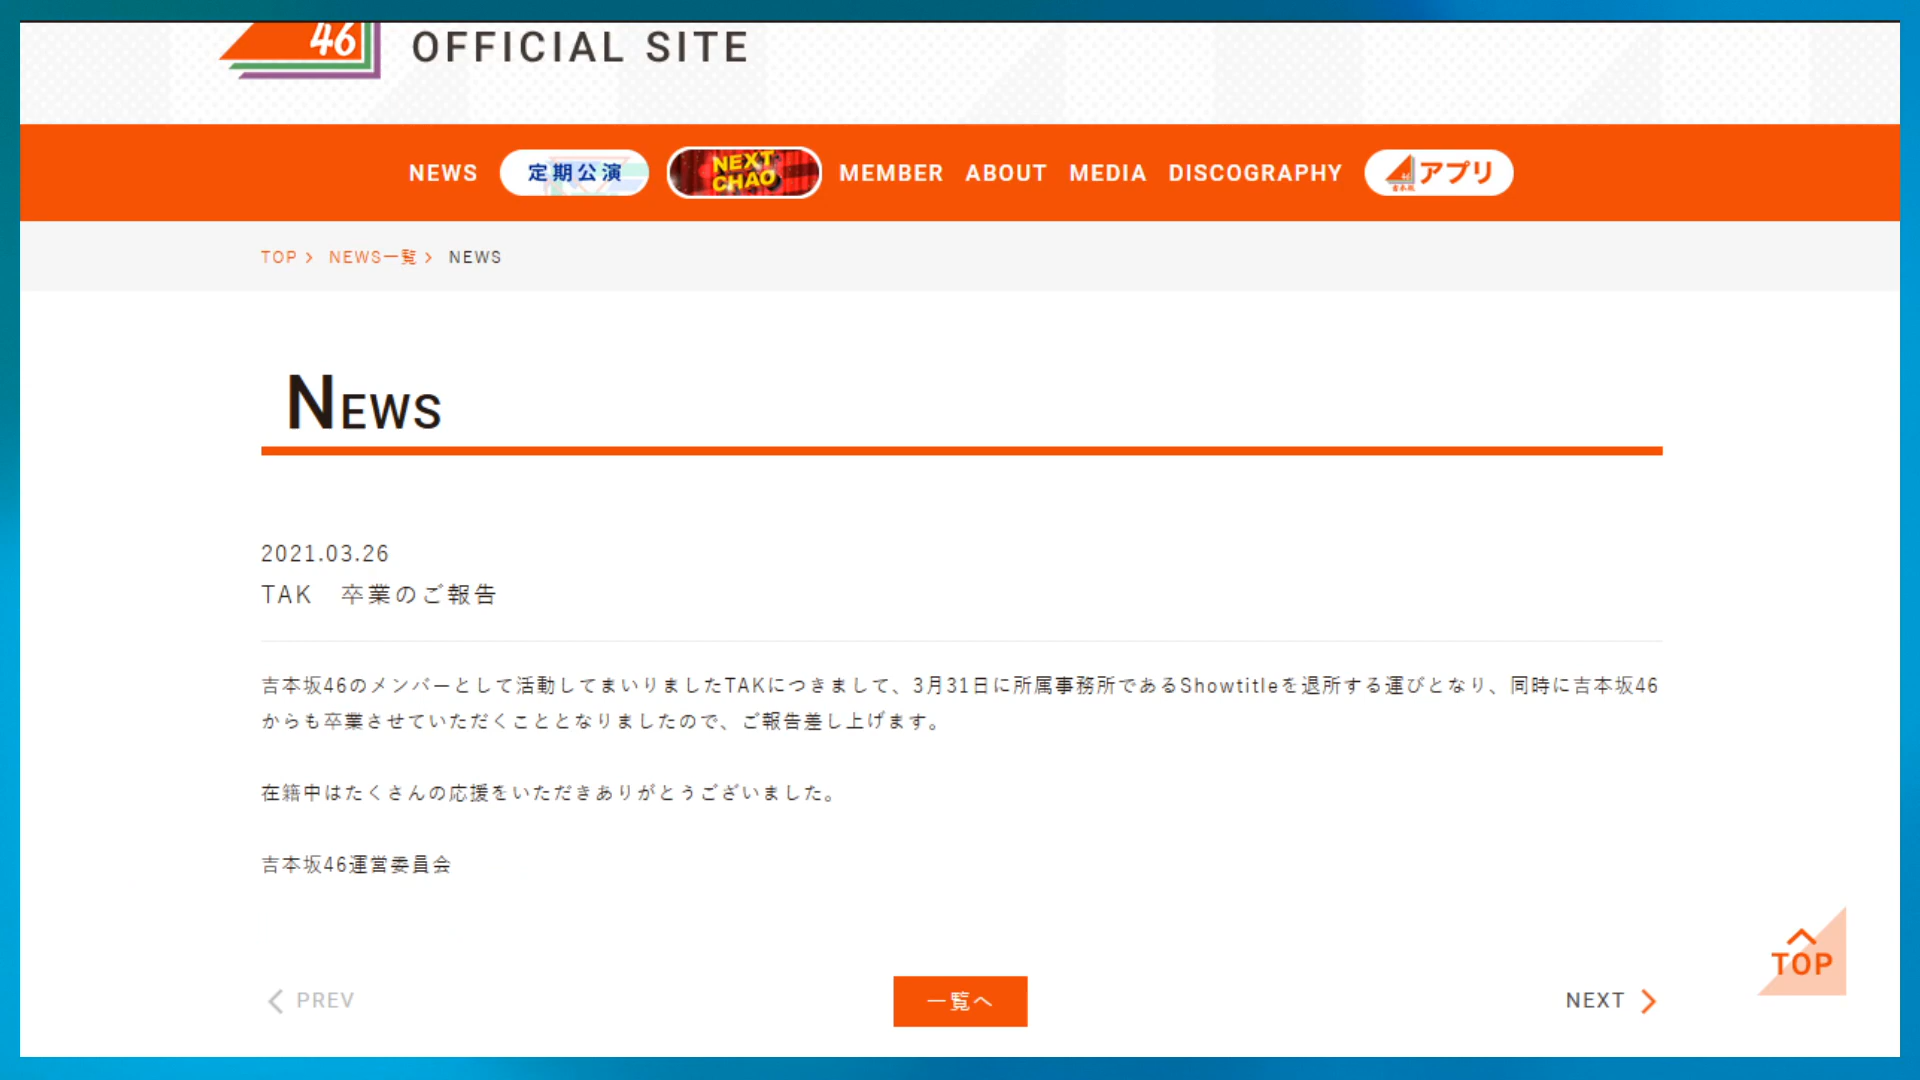 46 OFFICIAL SITE
NEWS 定期公演 NEXT CHAO MEMBER ABOUT MEDIA DISCOGRAPHY アプリ
TOP > NEWS一覧 > NEWS
NEWS
2021.03.26
TAK 卒業のご報告
吉本坂46のメンバーとして活動してまいりましたTAKにつきまして、3月31日に所属事務所であるShowtitleを退所する運びとなり、同時に吉本坂46
からも卒業させていただくこととなりましたので、ご報告差し上げます。
在籍中はたくさんの応援をいただきありがとうございました。
吉本坂46運営委員会
TOP
PREV 一覧へ NEXT